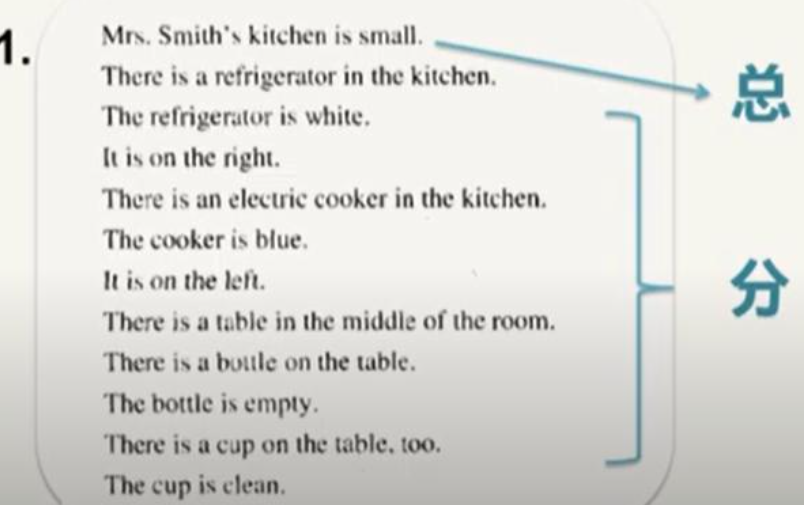 1.
Mrs. Smith's kitchen is small.
总
There is a refrigerator in the kitchen.
The refrigerator is white.
It is on the right.
There is an electric cooker in the kitchen.
The cooker is blue.
It is on the left.
分
There is a table in the middle of the room.
There is a bottle on the table.
The bottle is empty.
There is a cup on the table, too.
The cup is clean.